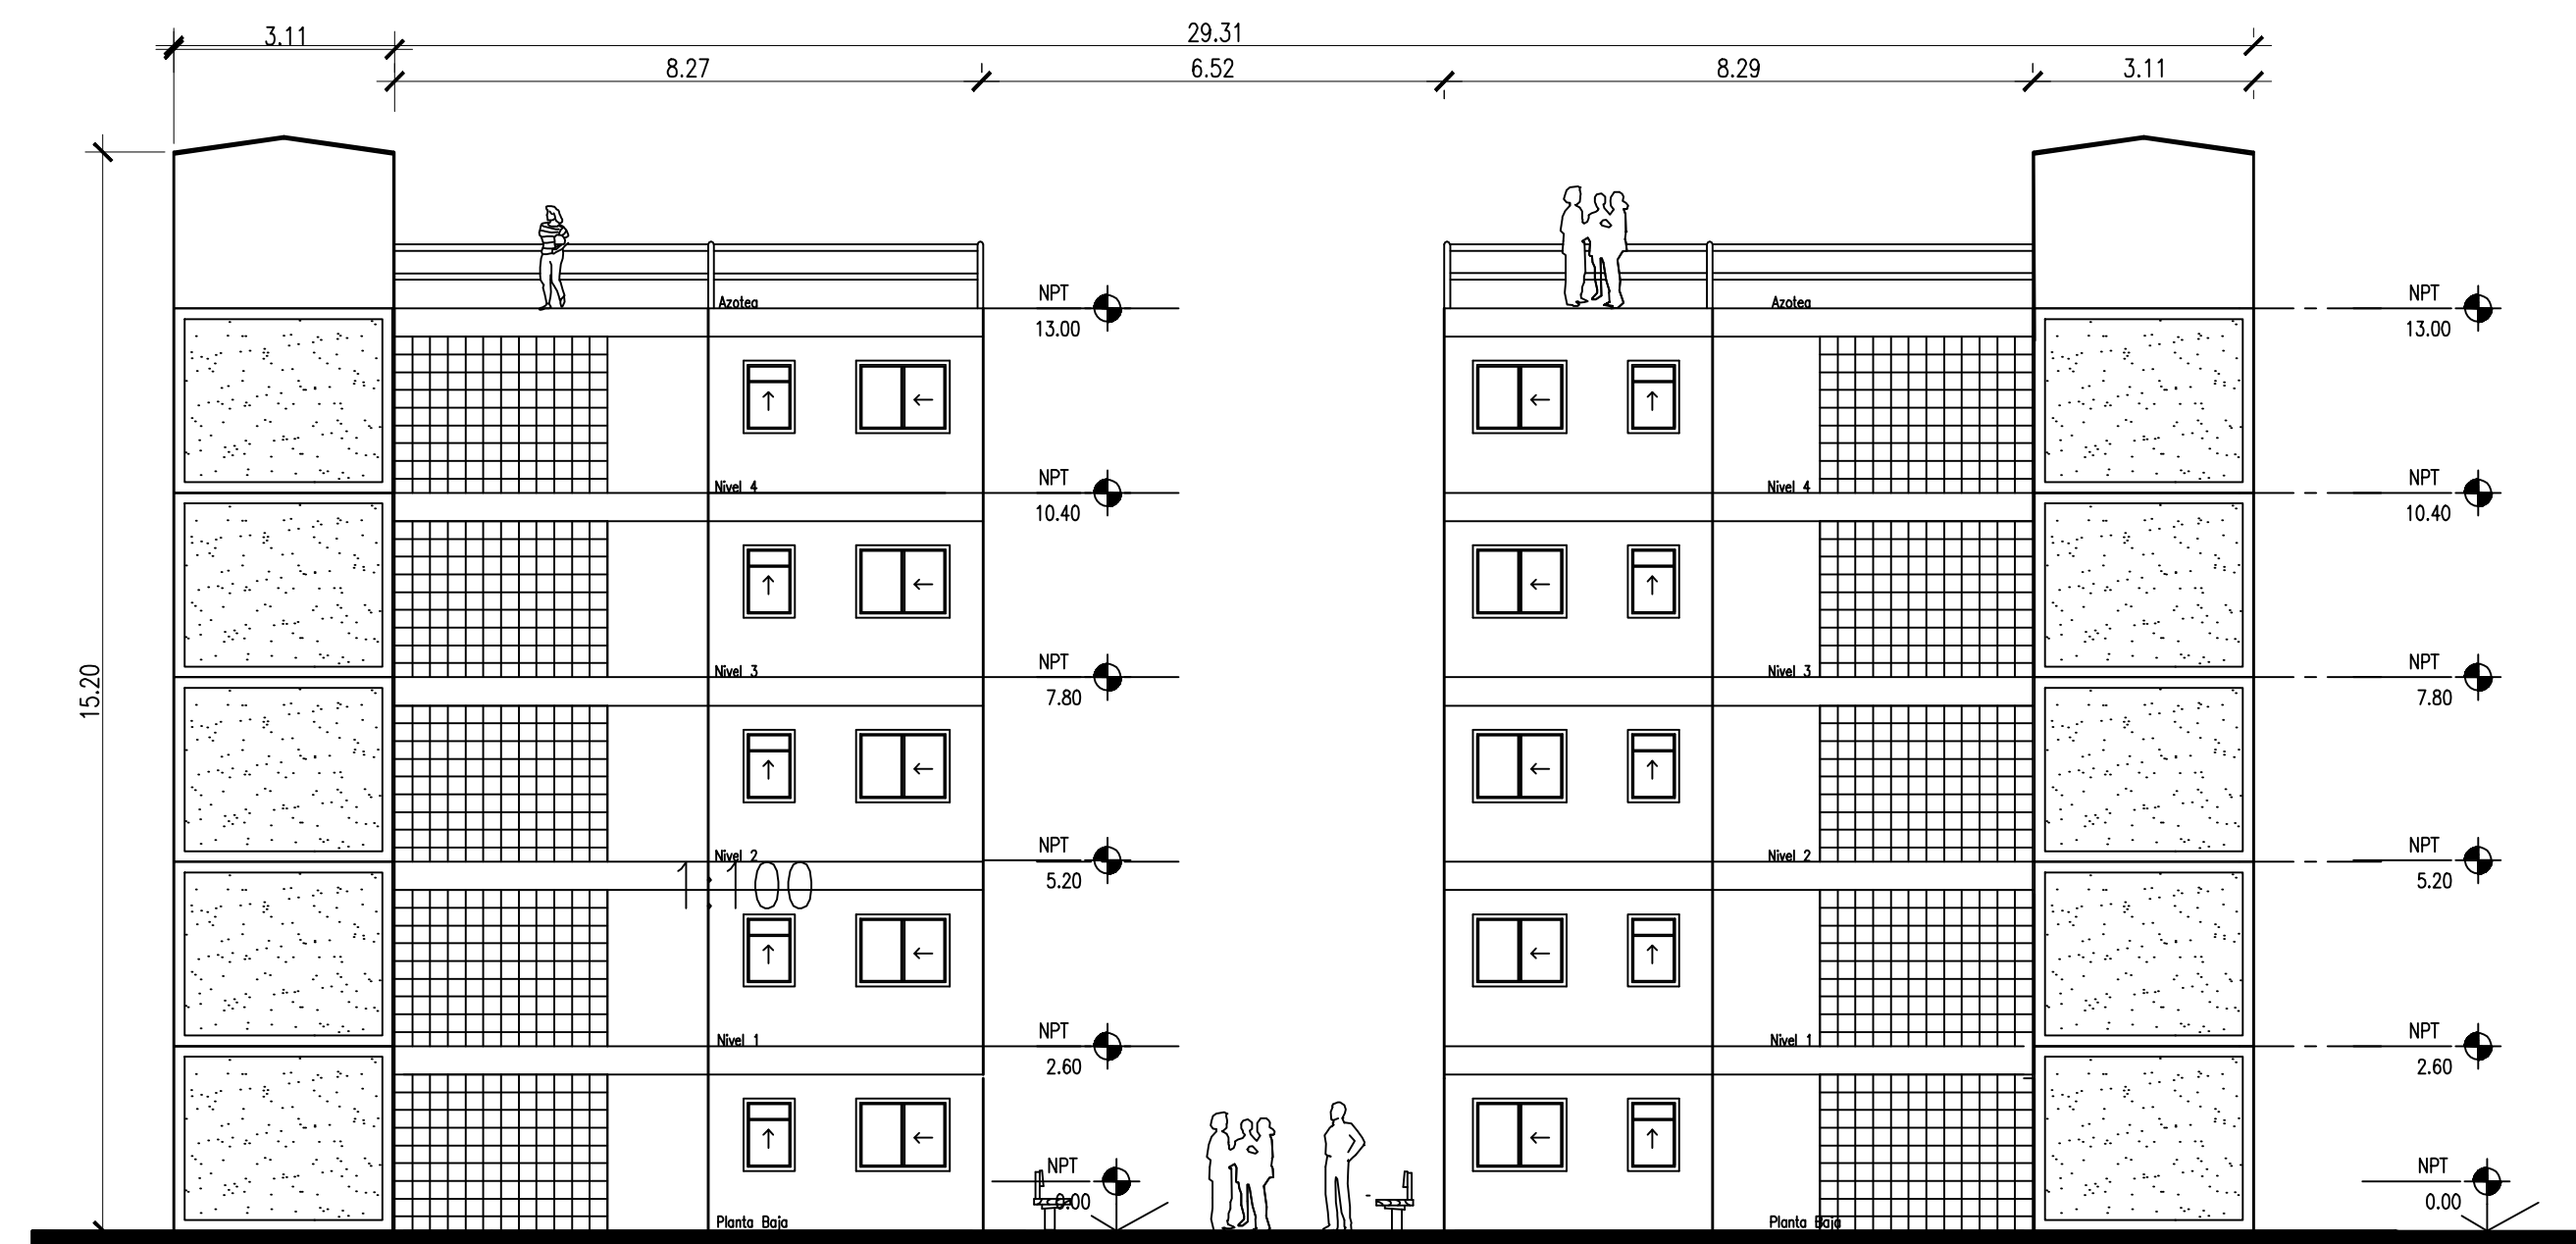 3.11
29.31
8.27
6.52
8.29
3.11
15.20
Azotea
NPT
13.00
Azotea
NPT
13.00
Nivel 4
NPT
10.40
Nivel 4
NPT
10.40
Nivel 3
NPT
7.80
Nivel 3
NPT
7.80
Nivel 2
NPT
5.20
Nivel 2
NPT
5.20
1:100
Nivel 1
NPT
2.60
Nivel 1
NPT
2.60
NPT
0.00
NPT
0.00
Planta Baja
Planta Baja